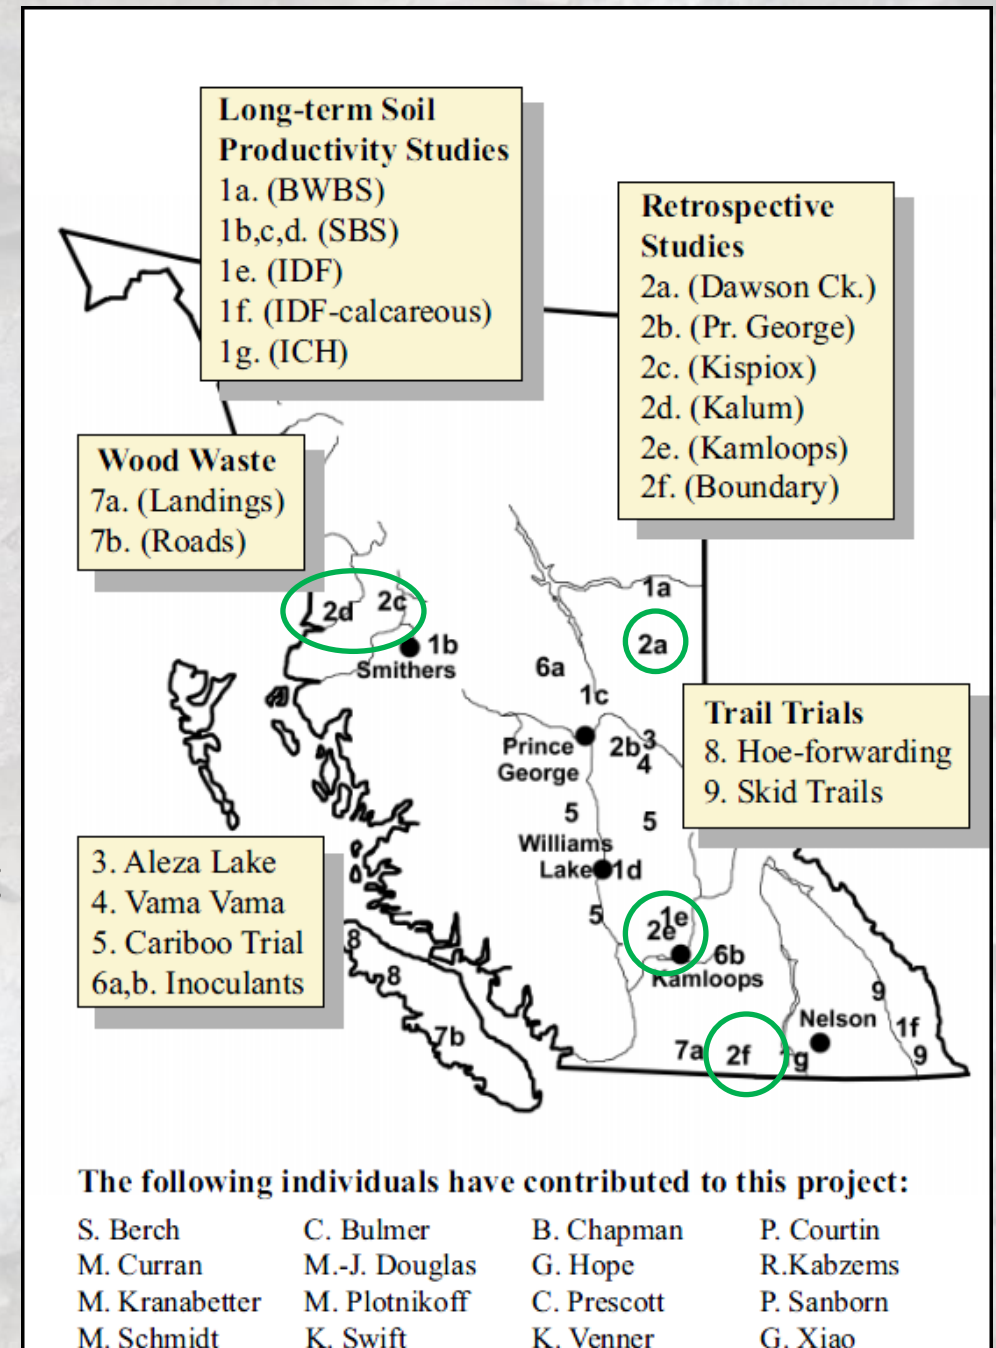 Long-term Soil
Productivity Studies
1a. (BWBS)
1b,c,d. (SBS)
1e. (IDF)
1f. (IDF-calcareous)
1g. (ICH)
Retrospective
Studies
2a. (Dawson Ck.)
2b. (Pr. George)
2c. (Kispiox)
2d. (Kalum)
2e. (Kamloops)
2f. (Boundary)
Wood Waste
7a. (Landings)
7b. (Roads)
1a
2d
2c
2a
1b
Smithers
6a
1c
Trail Trials
8. Hoe-forwarding
9. Skid Trails
Prince
George
2b
3
4
5
5
Williams
Lake
1d
3. Aleza Lake
4. Vama Vama
5. Cariboo Trial
6a,b. Inoculants
5
1e
2e
Kamloops
6b
8
8
7b
9
Nelson
1f
7a
2f
1g
9
The following individuals have contributed to this project:
S. Berch C. Bulmer B. Chapman P. Courtin
M. Curran M.-J. Douglas G. Hope R.Kabzems
M. Kranabetter M. Plotnikoff C. Prescott P. Sanborn
M. Schmidt K. Swift K. Venner G. Xiao